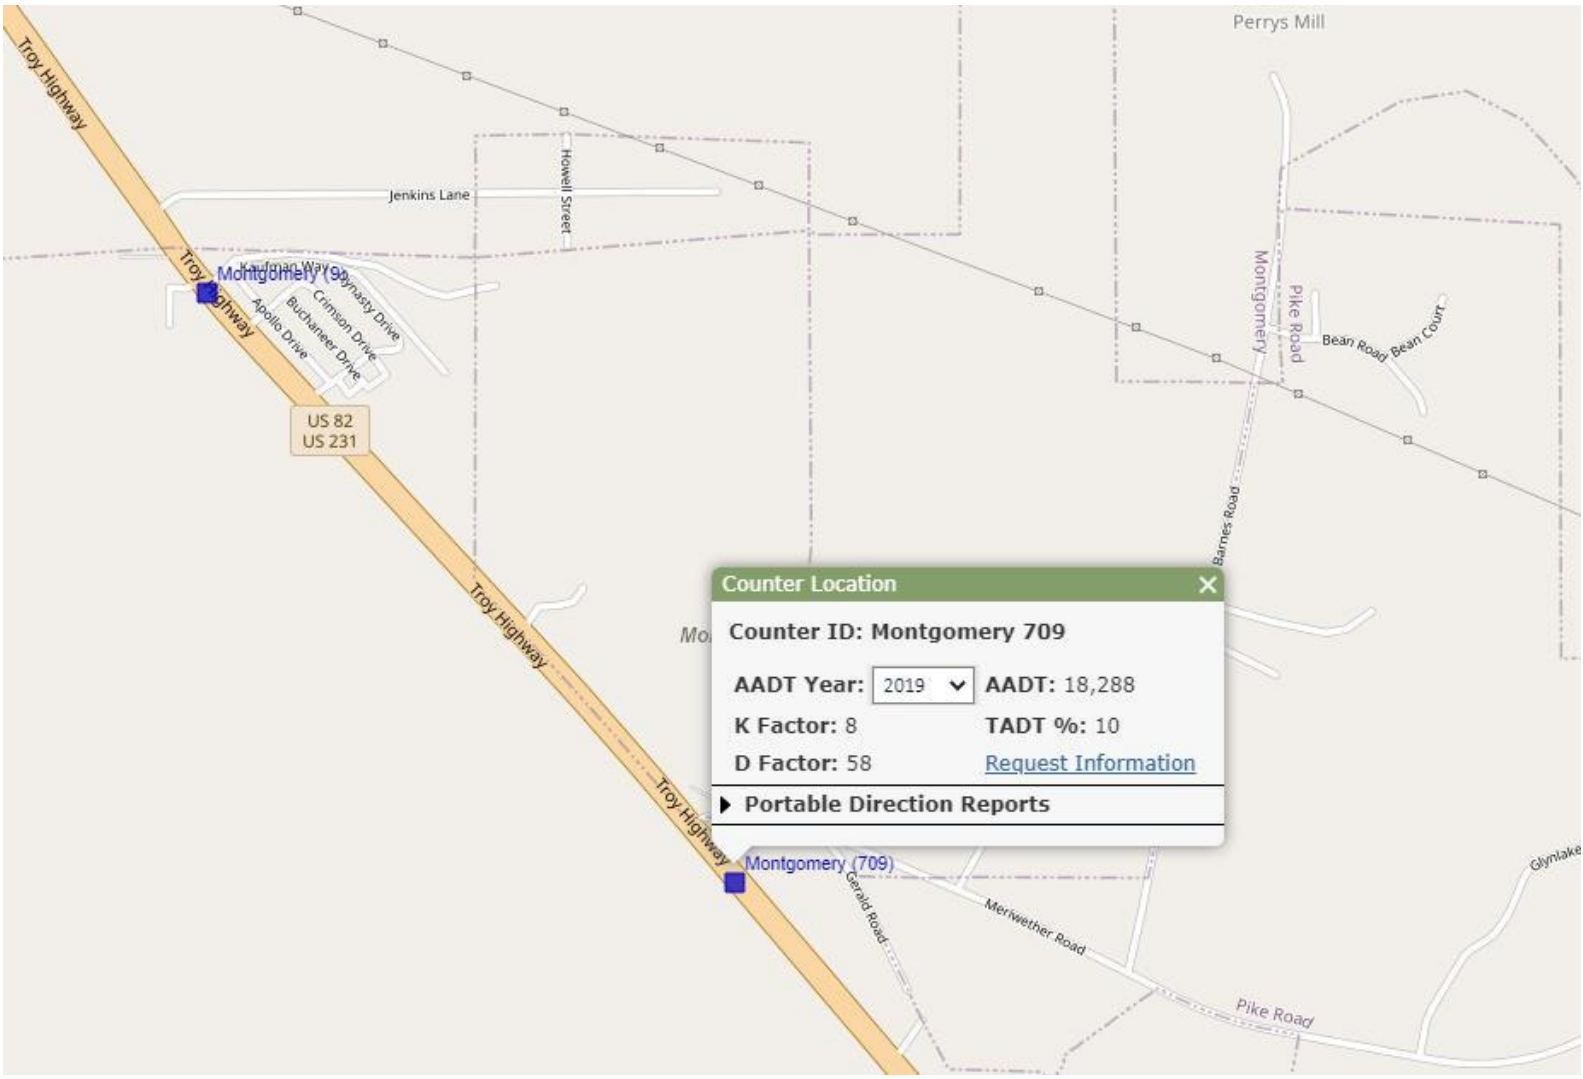 Perrys Mill
Troy Highway
Jenkins Lane
Howell Street
Kaufman Way
Montgomery (9)
Troy Highway
Dynasty Drive
Crimson Drive
Buchaneer Drive
Apollo Drive
Montgomery
Pike Road
Bean Road
Bean Court
US 82
US 231
Barnes Road
Troy Highway
Counter Location
Mo
Counter ID: Montgomery 709
AADT Year: 2019 AADT: 18,288
K Factor: 8 TADT %: 10
D Factor: 58 Request Information
Portable Direction Reports
Troy Highway
Montgomery (709)
Gerald Road
Meriwether Road
Glynlake
Pike Road